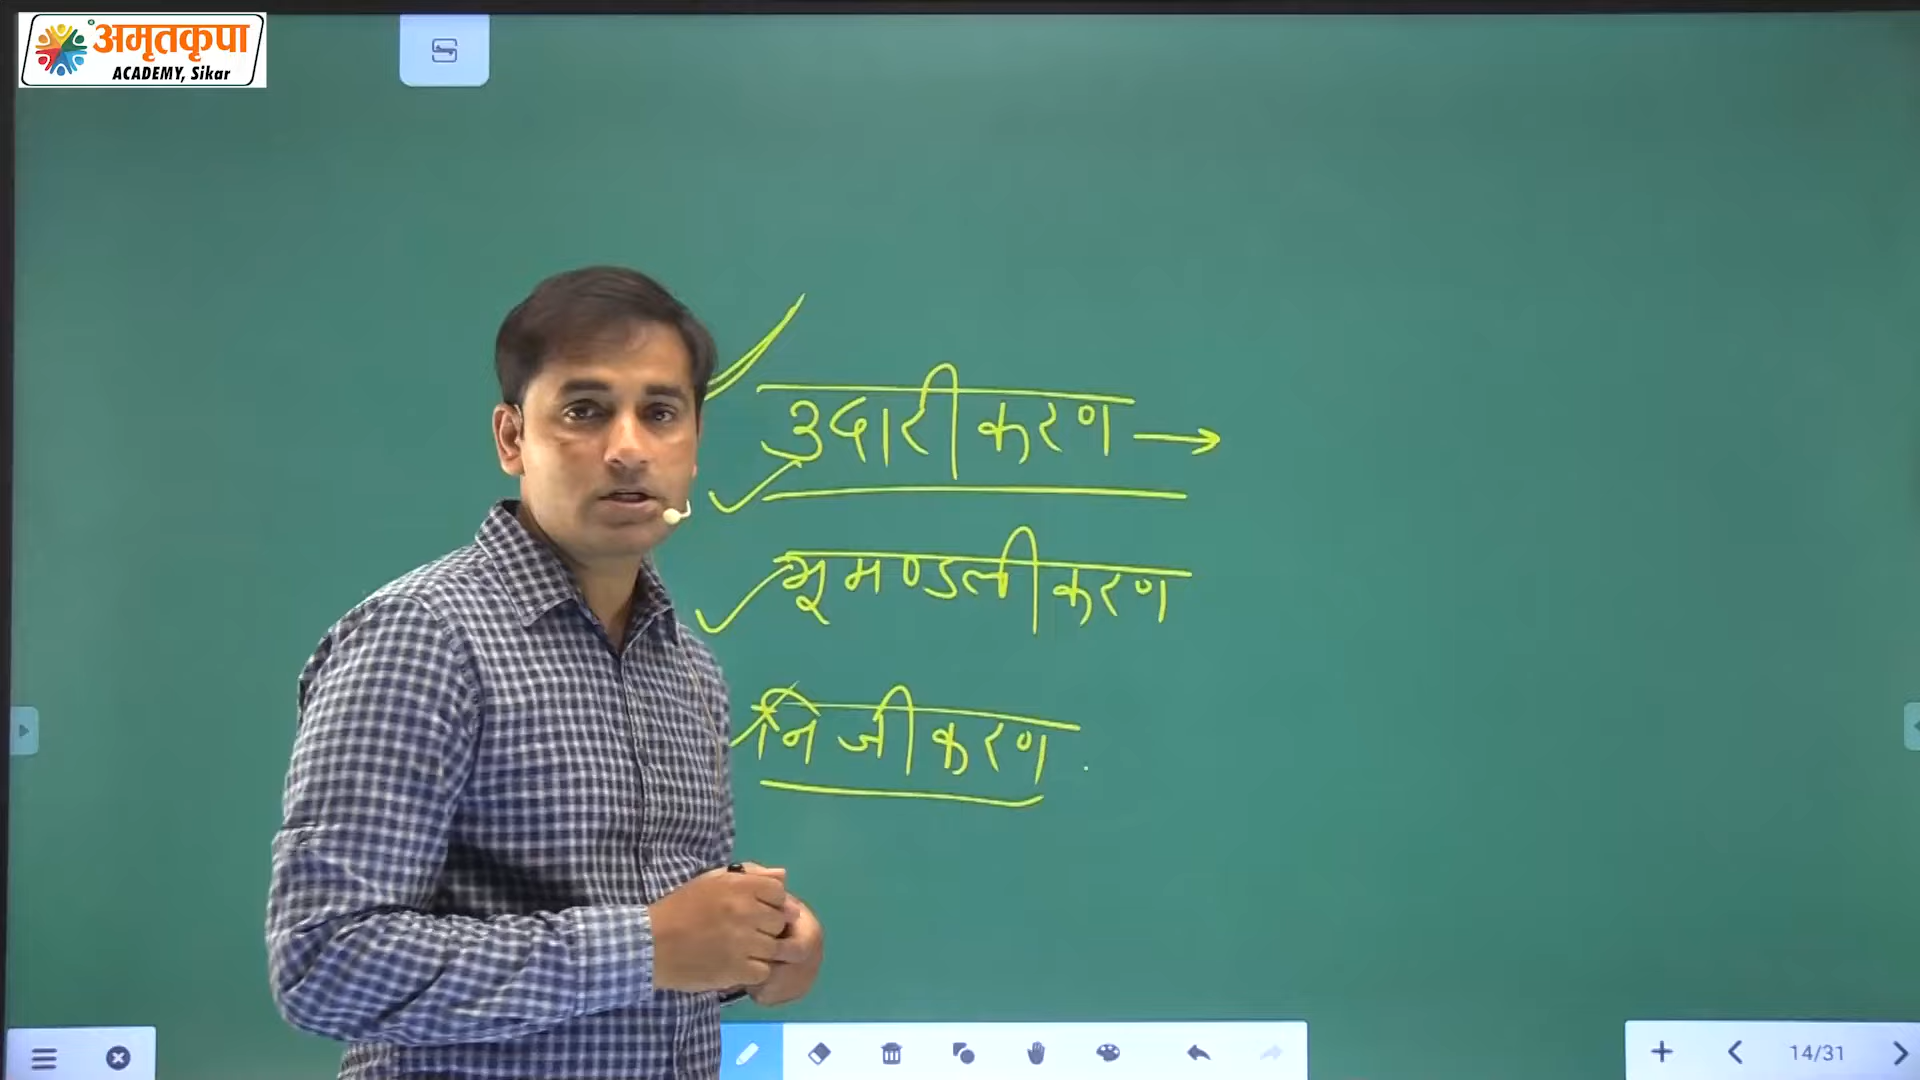 अमृतकृपा
ACADEMY, Sikar
उदारीकरण →
भूमण्डलीकरण
निजीकरण
14/31